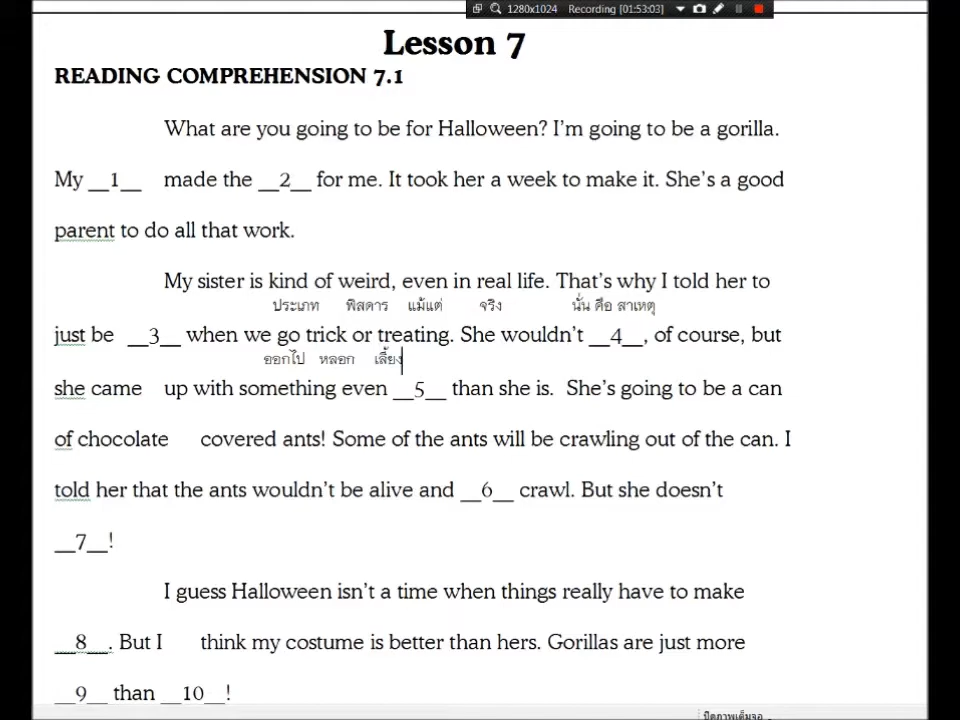 1280x1024 Recording [01:53:03]
Lesson 7
READING COMPREHENSION 7.1
What are you going to be for Halloween? I'm going to be a gorilla.
My __1__ made the __2__ for me. It took her a week to make it. She's a good
parent to do all that work.
My sister is kind of weird, even in real life. That's why I told her to
ประเภท พิสดาร แม้แต่ จริง นั่น คือ สาเหตุ
just be __3__ when we go trick or treating. She wouldn't __4__, of course, but
ออกไป หลอก เลี้ยง
she came up with something even __5__ than she is. She's going to be a can
of chocolate covered ants! Some of the ants will be crawling out of the can. I
told her that the ants wouldn't be alive and __6__ crawl. But she doesn't
__7__!
I guess Halloween isn't a time when things really have to make
__8__. But I think my costume is better than hers. Gorillas are just more
__9__ than __10__!